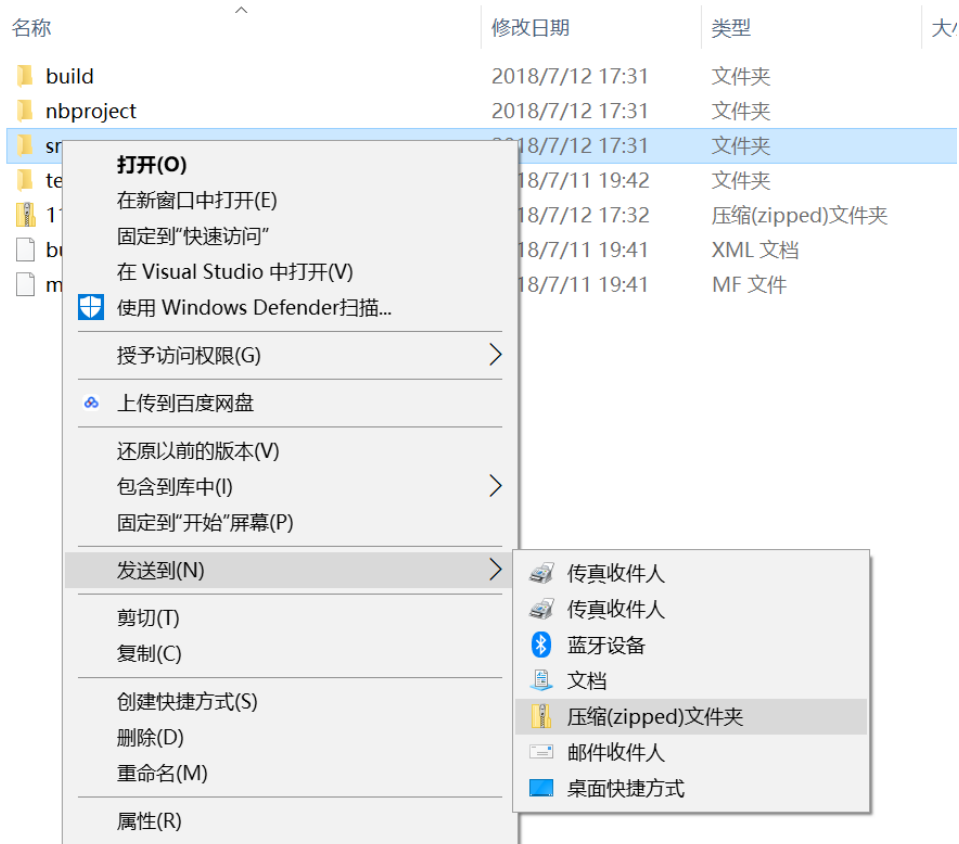 名称 修改日期 类型
build 2018/7/12 17:31 文件夹
nbproject 2018/7/12 17:31 文件夹
2018/7/12 17:31 文件夹
18/7/11 19:42 文件夹
18/7/12 17:32 压缩(zipped)文件夹
18/7/11 19:41 XML 文档
18/7/11 19:41 MF 文件
打开(O)
在新窗口中打开(E)
固定到“快速访问”
在 Visual Studio 中打开(V)
使用 Windows Defender扫描...
授予访问权限(G)
上传到百度网盘
还原以前的版本(V)
包含到库中(I)
固定到“开始”屏幕(P)
发送到(N)
剪切(T)
复制(C)
创建快捷方式(S)
删除(D)
重命名(M)
属性(R)
传真收件人
传真收件人
蓝牙设备
文档
压缩(zipped)文件夹
邮件收件人
桌面快捷方式